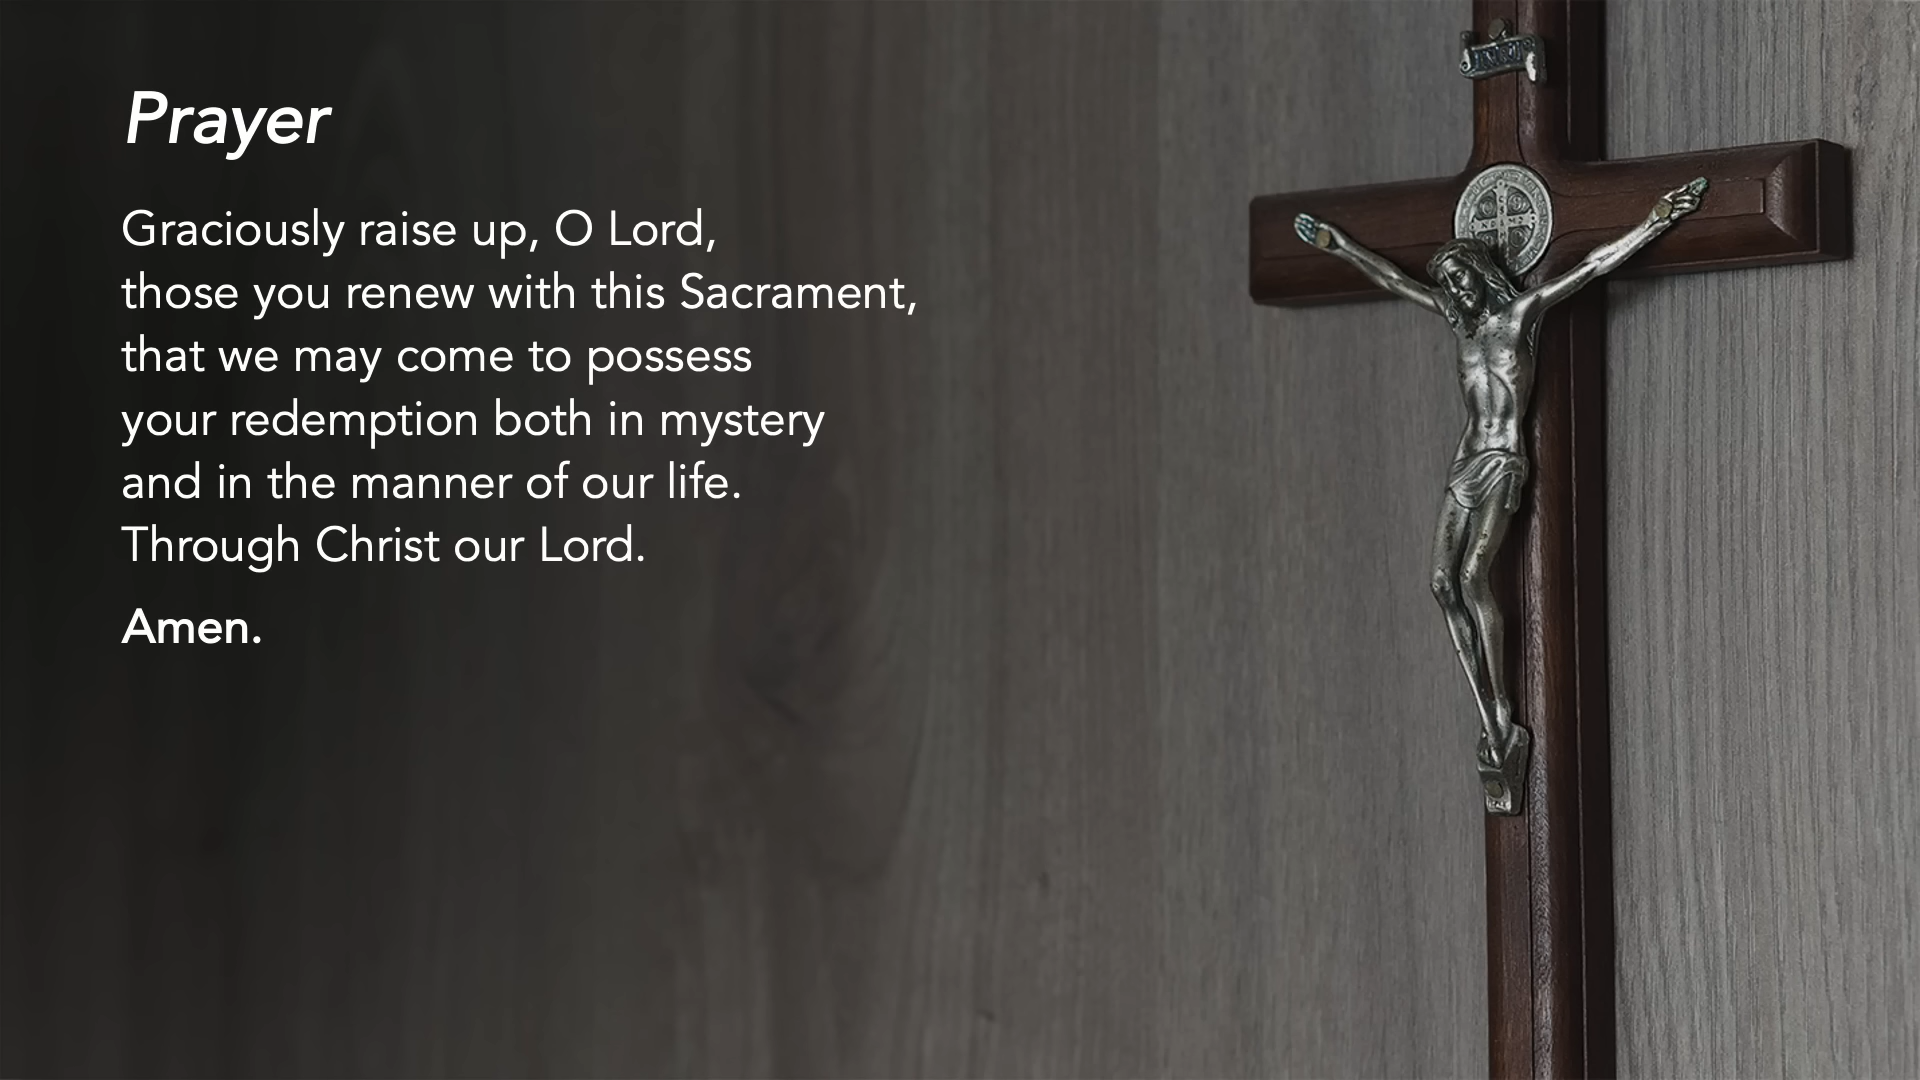 Prayer
Graciously raise up, O Lord,
those you renew with this Sacrament,
that we may come to possess
your redemption both in mystery
and in the manner of our life.
Through Christ our Lord.
Amen.
INRI